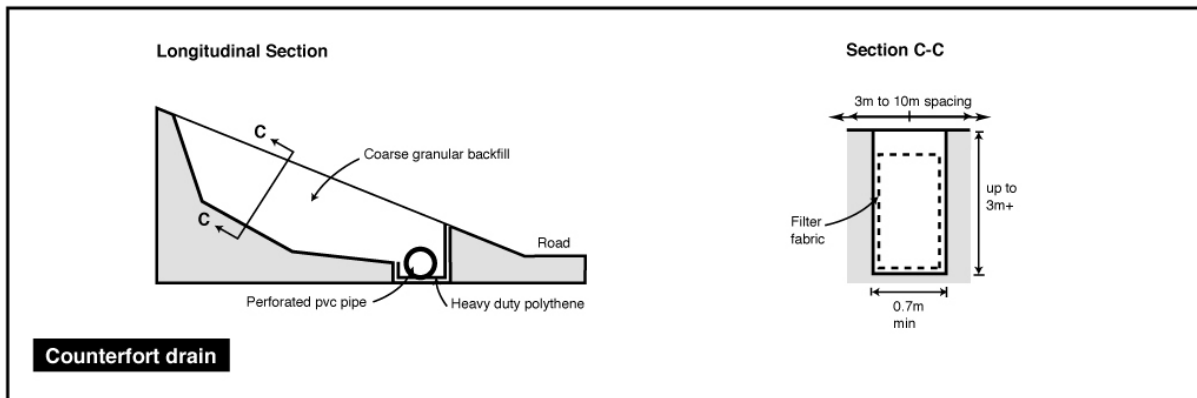 Longitudinal Section
C
Coarse granular backfill
C
Road
Perforated pvc pipe
Heavy duty polythene
Section C-C
3m to 10m spacing
up to
3m+
Filter
fabric
0.7m
min
Counterfort drain